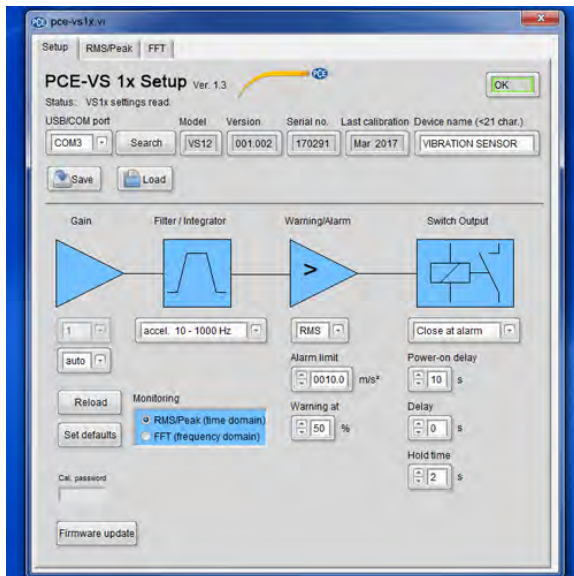 pce-vs1x.vi
Setup RMS/Peak FFT
PCE-VS 1x Setup Ver. 1.3
PCE
OK
Status: VS1x settings read.
USB/COM port Model Version Serial no. Last calibration Device name (<21 char.)
COM3 Search VS12 001.002 170291 Mar. 2017 VIBRATION SENSOR
Save Load
Gain Filter / Integrator Warning/Alarm Switch Output
>
1 accel. 10 - 1000 Hz RMS Close at alarm
auto Alarm limit Power-on delay
0010.0 m/s² 10 s
Reload Monitoring Warning at Delay
RMS/Peak (time domain)
Set defaults FFT (frequency domain) 50 % 0 s
Hold time
Cal. password 2 s
Firmware update